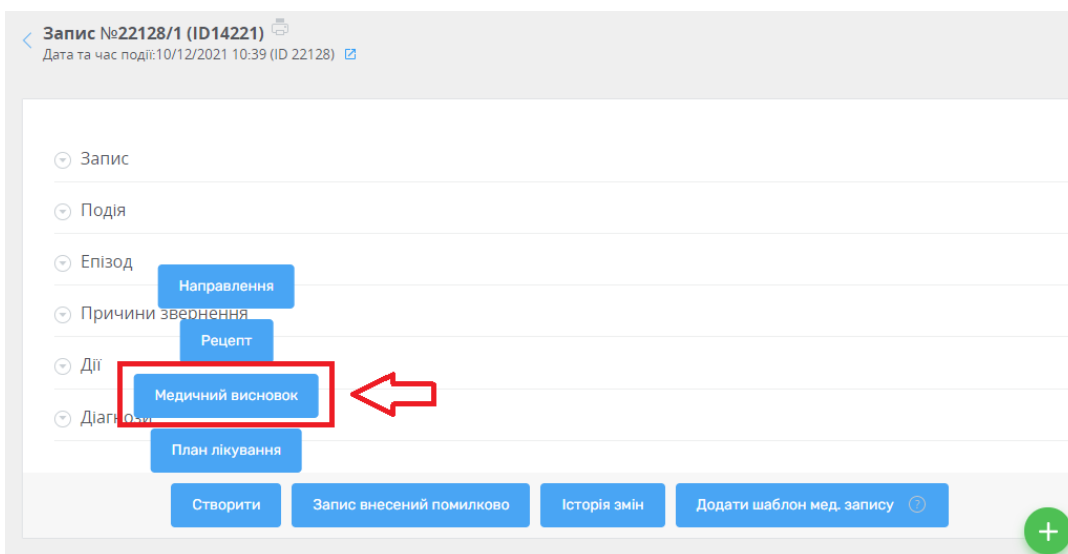 Запис №22128/1 (ID14221)
Дата та час події:10/12/2021 10:39 (ID 22128)
Запис
Подія
Епізод
Направлення
Причини звернення
Рецепт
Дії
Медичний висновок
Діагнози
План лікування
Створити Запис внесений помилково Історія змін Додати шаблон мед. запису ?
+